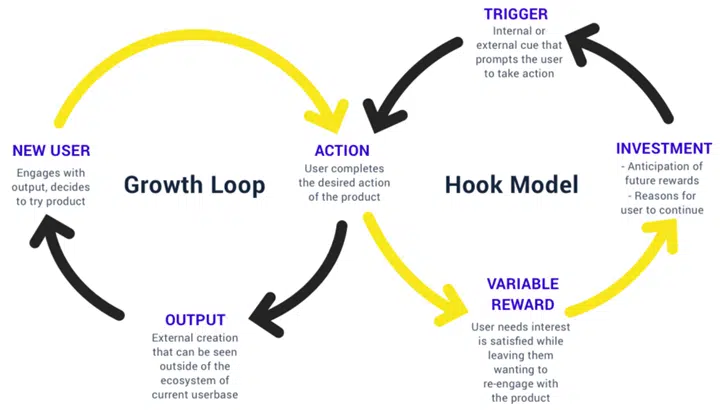 TRIGGER
Internal or
external cue that
prompts the user
to take action
NEW USER
Engages with
output, decides
to try product
Growth Loop
ACTION
User completes
the desired action
of the product
Hook Model
INVESTMENT
- Anticipation of
future rewards
- Reasons for
user to continue
OUTPUT
External creation
that can be seen
outside of the
ecosystem of
current userbase
VARIABLE
REWARD
User needs interest
is satisfied while
leaving them
wanting to
re-engage with
the product